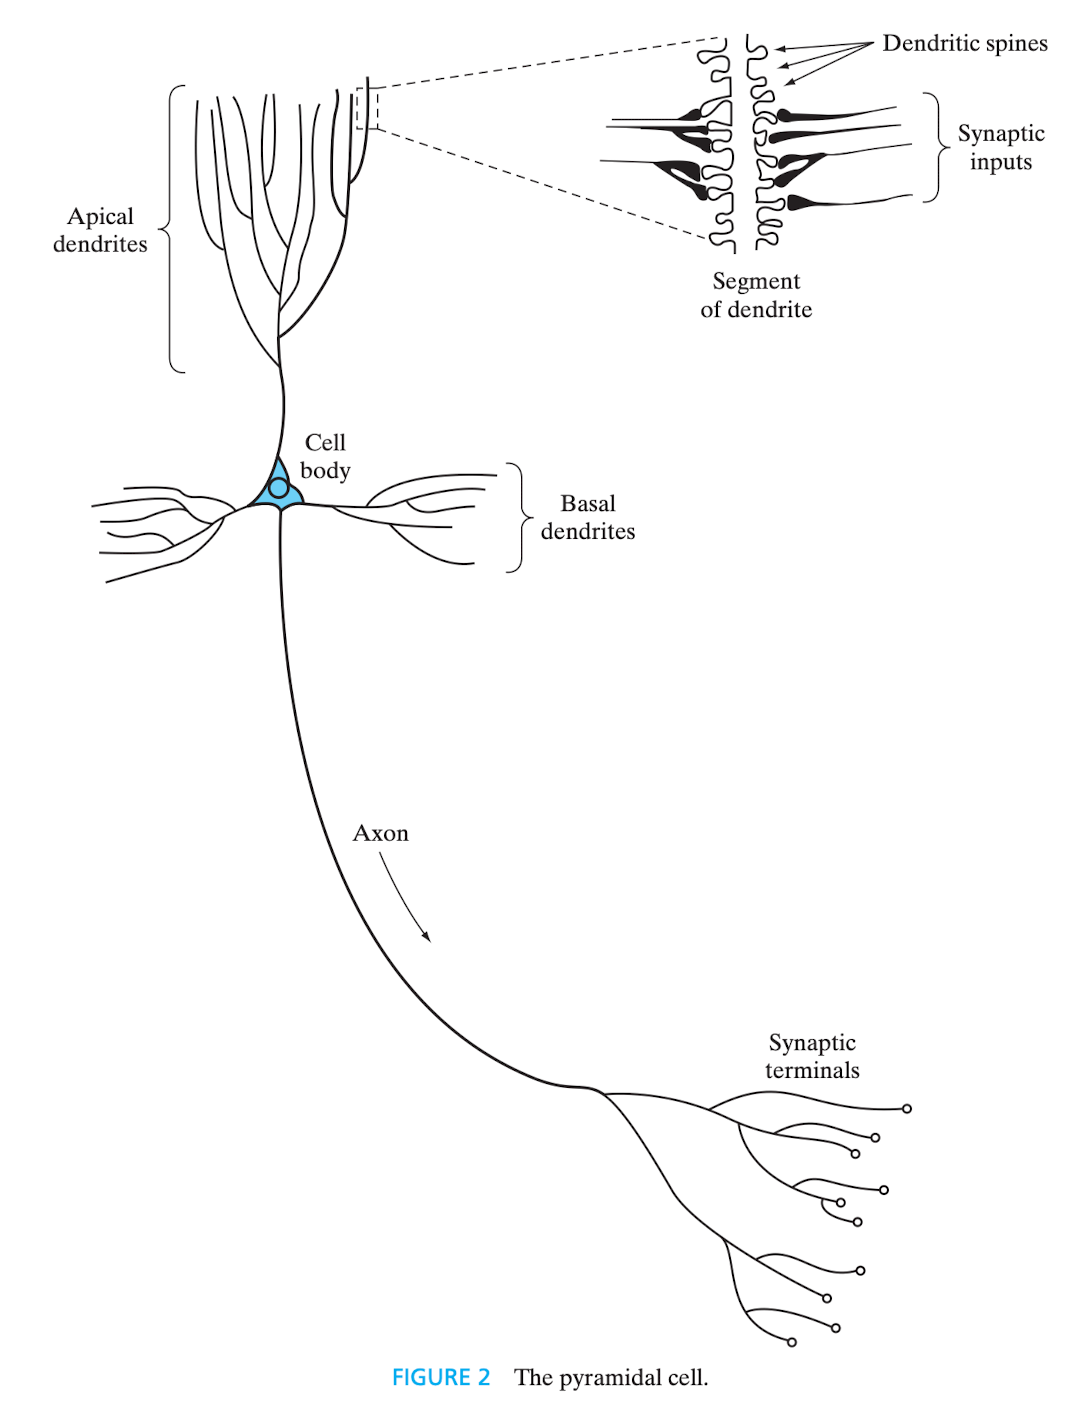 Dendritic spines
Synaptic
inputs
Apical
dendrites
Segment
of dendrite
Cell
body
Basal
dendrites
Axon
Synaptic
terminals
FIGURE 2 The pyramidal cell.